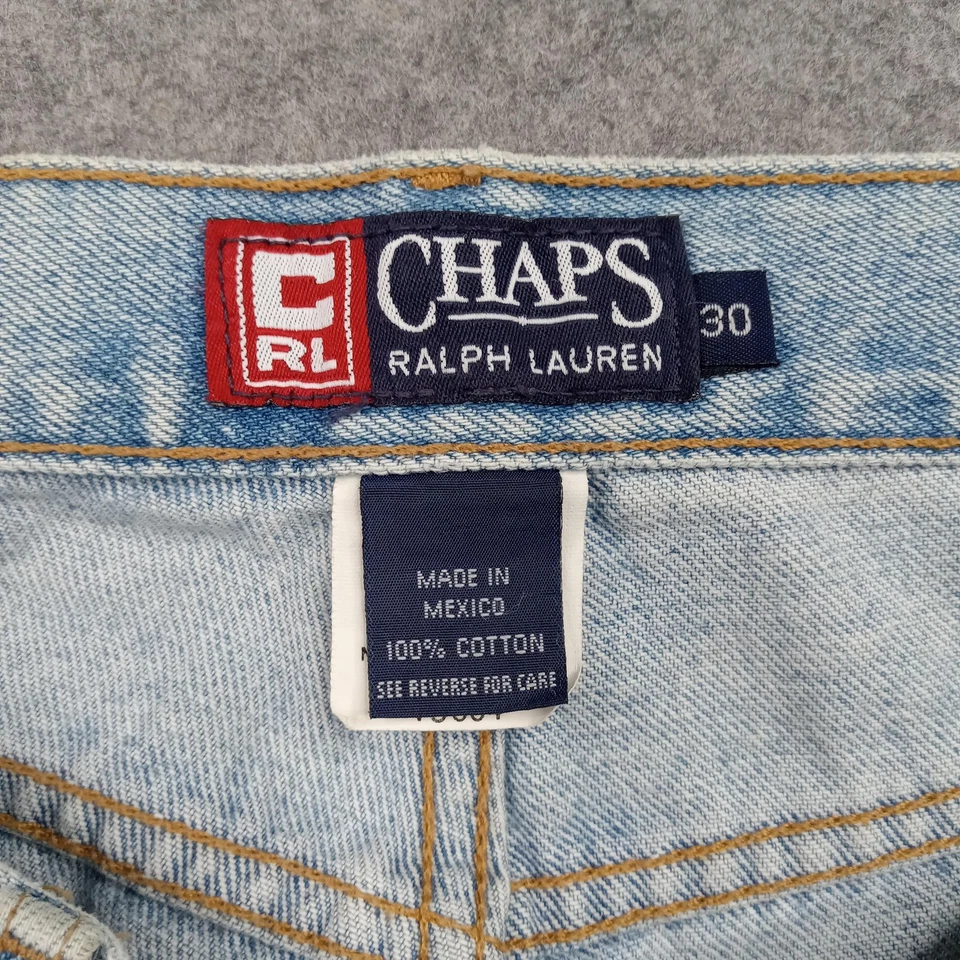 C
RL
CHAPS
RALPH LAUREN
30
MADE IN
MEXICO
100% COTTON
SEE REVERSE FOR CARE